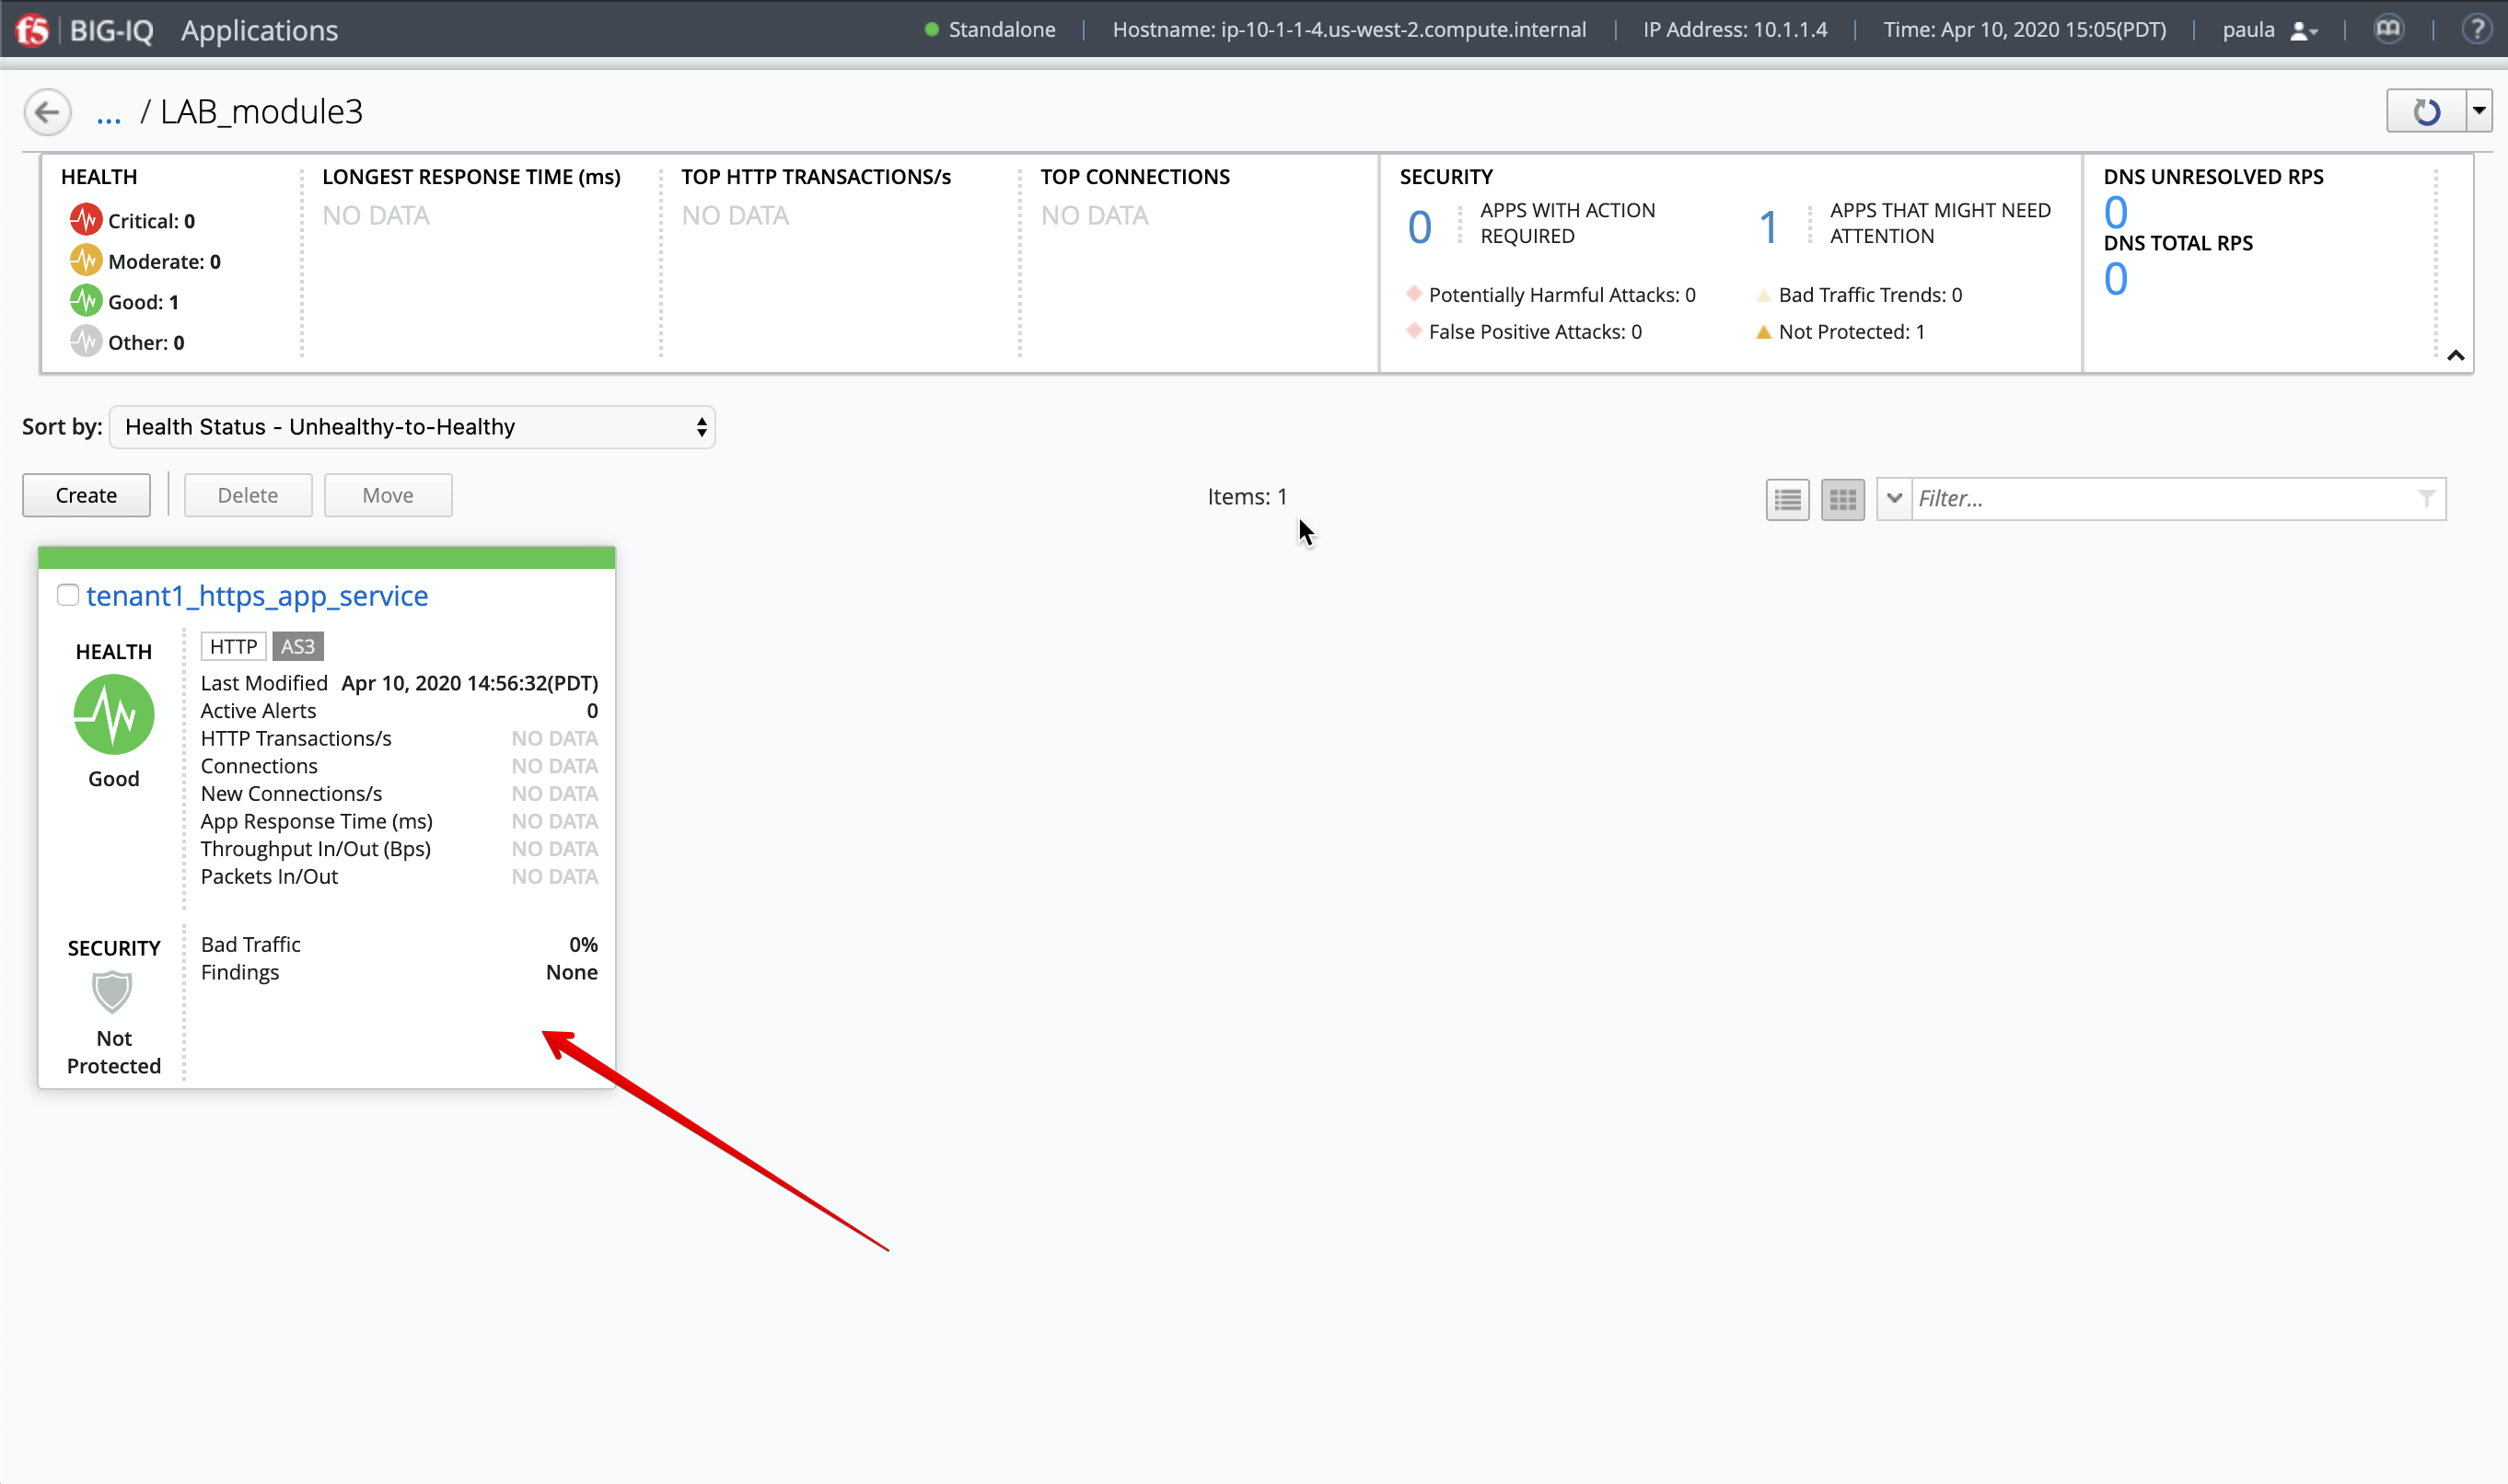 f5 BIG-IQ Applications Standalone Hostname: ip-10-1-1-4.us-west-2.compute.internal IP Address: 10.1.1.4 Time: Apr 10, 2020 15:05(PDT) paula ?
... / LAB_module3
HEALTH
Critical: 0
Moderate: 0
Good: 1
Other: 0
LONGEST RESPONSE TIME (ms)
NO DATA
TOP HTTP TRANSACTIONS/s
NO DATA
TOP CONNECTIONS
NO DATA
SECURITY
0 APPS WITH ACTION
REQUIRED
1 APPS THAT MIGHT NEED
ATTENTION
Potentially Harmful Attacks: 0
False Positive Attacks: 0
Bad Traffic Trends: 0
Not Protected: 1
DNS UNRESOLVED RPS
0
DNS TOTAL RPS
0
Sort by: Health Status - Unhealthy-to-Healthy
Create Delete Move Items: 1 Filter...
tenant1_https_app_service
HEALTH
Good
HTTP AS3
Last Modified Apr 10, 2020 14:56:32(PDT)
Active Alerts 0
HTTP Transactions/s NO DATA
Connections NO DATA
New Connections/s NO DATA
App Response Time (ms) NO DATA
Throughput In/Out (Bps) NO DATA
Packets In/Out NO DATA
SECURITY
Not
Protected
Bad Traffic 0%
Findings None